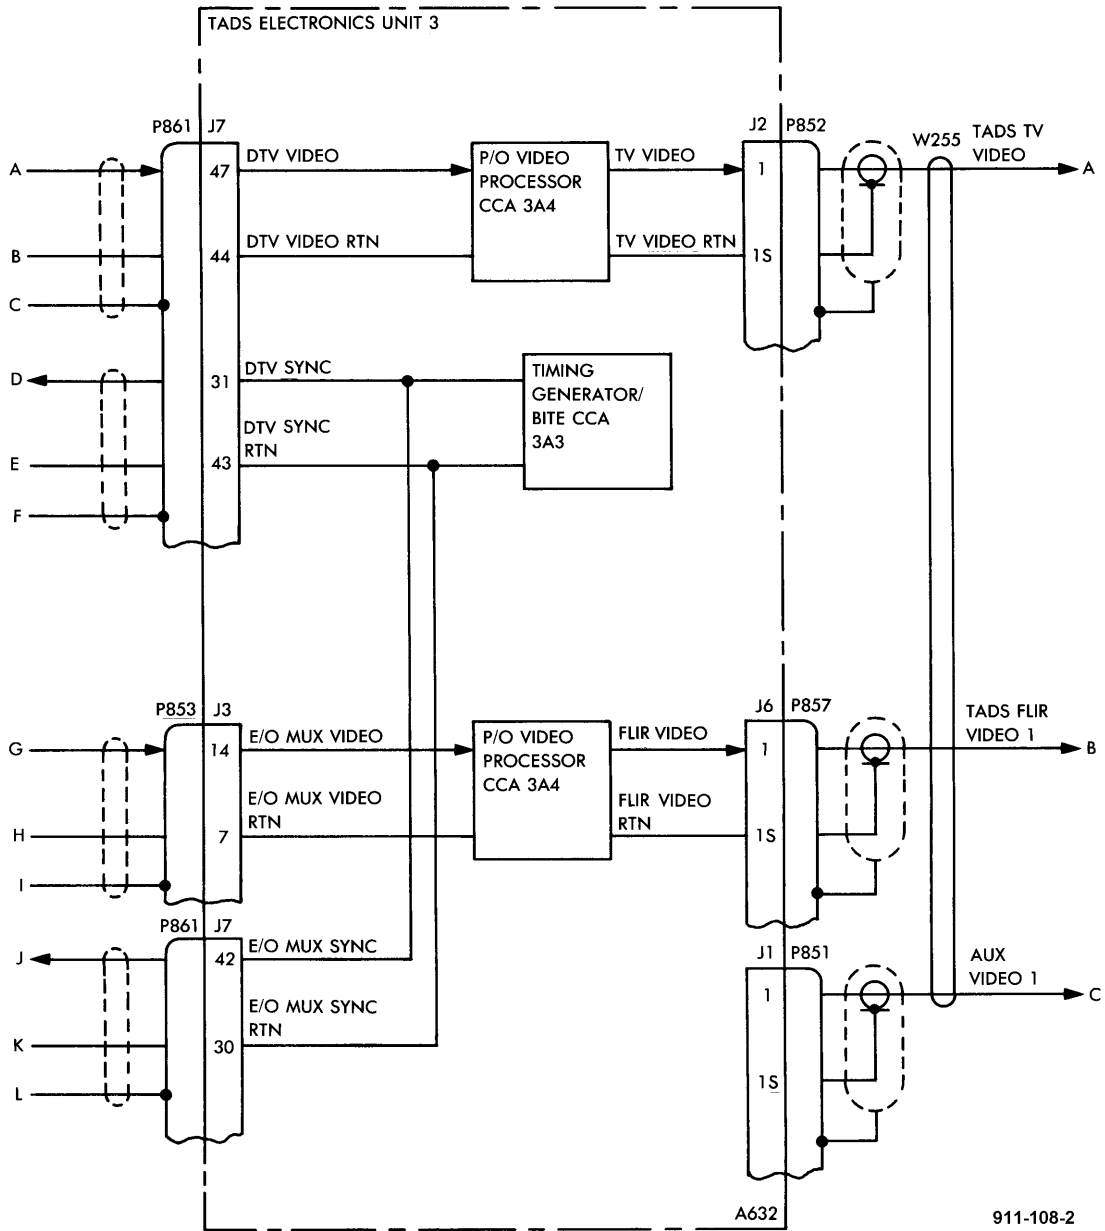 TADS ELECTRONICS UNIT 3
P861 J7
J2 P852
W255
TADS TV
VIDEO
A
47
DTV VIDEO
P/O VIDEO
PROCESSOR
CCA 3A4
TV VIDEO
1
A
B
44
DTV VIDEO RTN
TV VIDEO RTN
1S
C
D
31
DTV SYNC
TIMING
GENERATOR/
BITE CCA
3A3
DTV SYNC
RTN
E
43
F
P853 J3
J6 P857
TADS FLIR
VIDEO 1
G
14
E/O MUX VIDEO
P/O VIDEO
PROCESSOR
CCA 3A4
FLIR VIDEO
1
B
E/O MUX VIDEO
RTN
FLIR VIDEO
RTN
H
7
1S
I
P861 J7
J1 P851
AUX
VIDEO 1
J
42
E/O MUX SYNC
1
C
E/O MUX SYNC
RTN
K
30
1S
L
A632
911-108-2